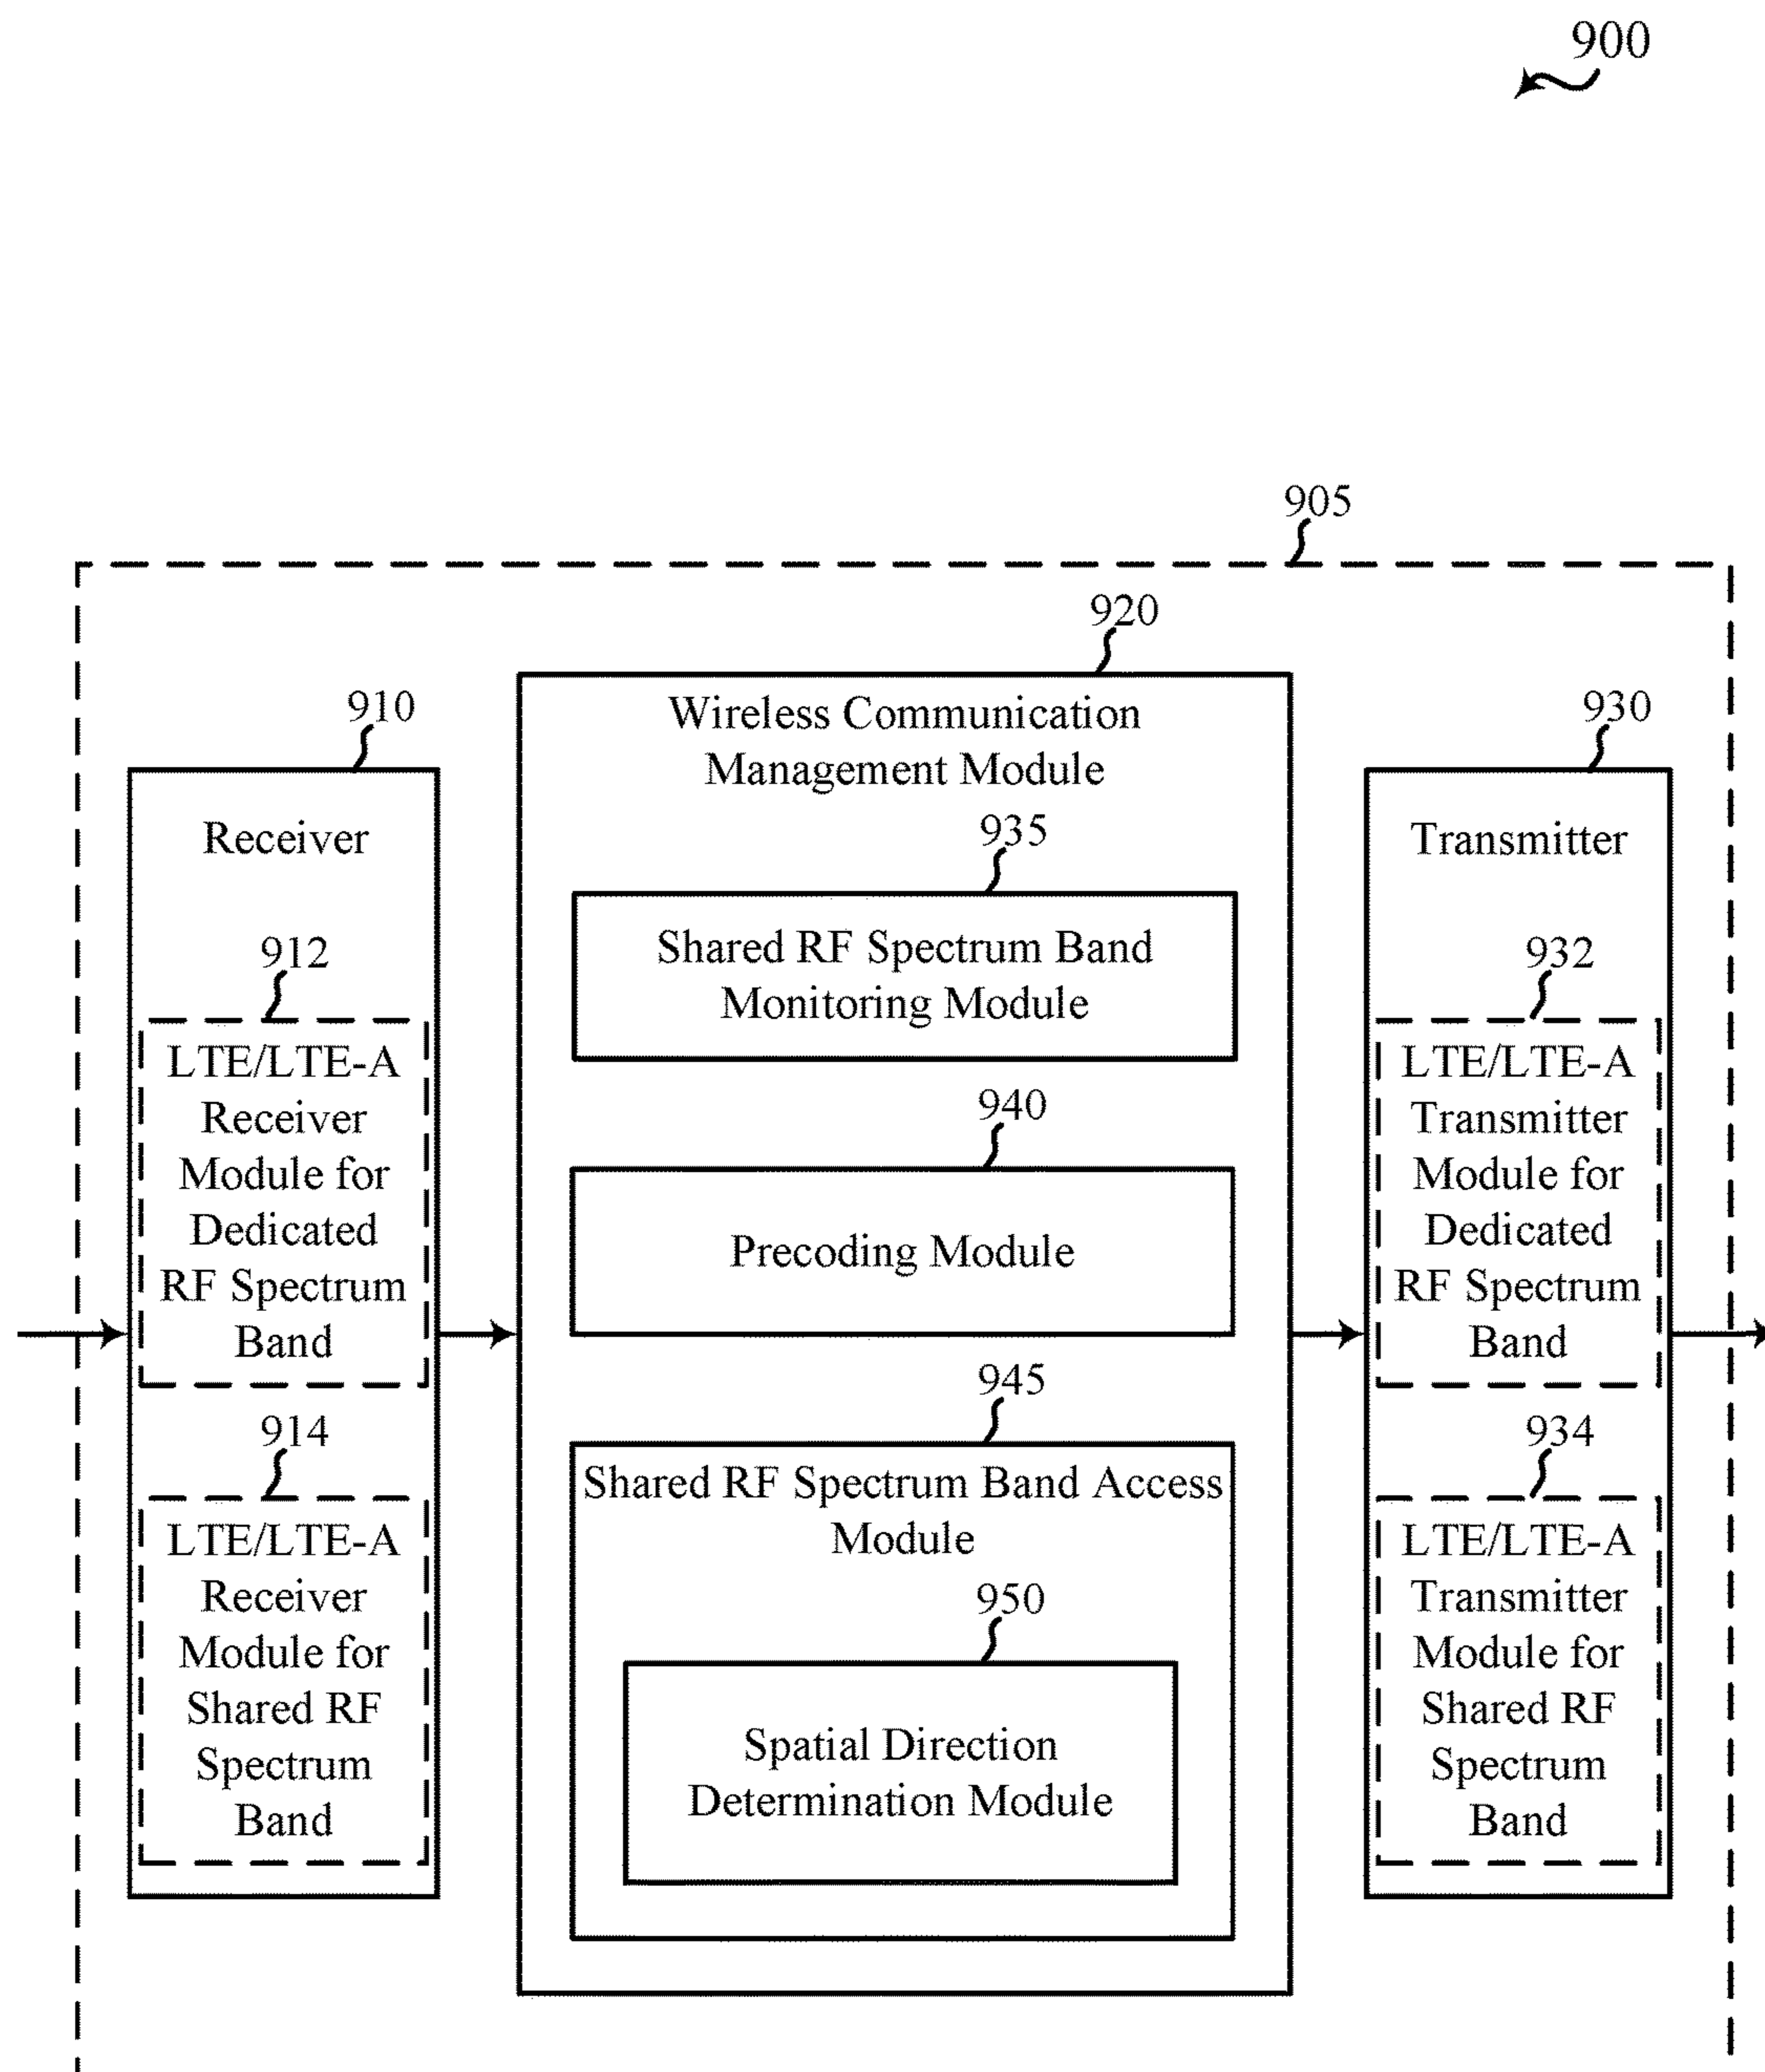 900
905
920
Wireless Communication
Management Module
910
Receiver
930
Transmitter
935
Shared RF Spectrum Band
Monitoring Module
912
LTE/LTE-A
Receiver
Module for
Dedicated
RF Spectrum
Band
932
LTE/LTE-A
Transmitter
Module for
Dedicated
RF Spectrum
Band
940
Precoding Module
945
Shared RF Spectrum Band Access
Module
914
LTE/LTE-A
Receiver
Module for
Shared RF
Spectrum
Band
934
LTE/LTE-A
Transmitter
Module for
Shared RF
Spectrum
Band
950
Spatial Direction
Determination Module